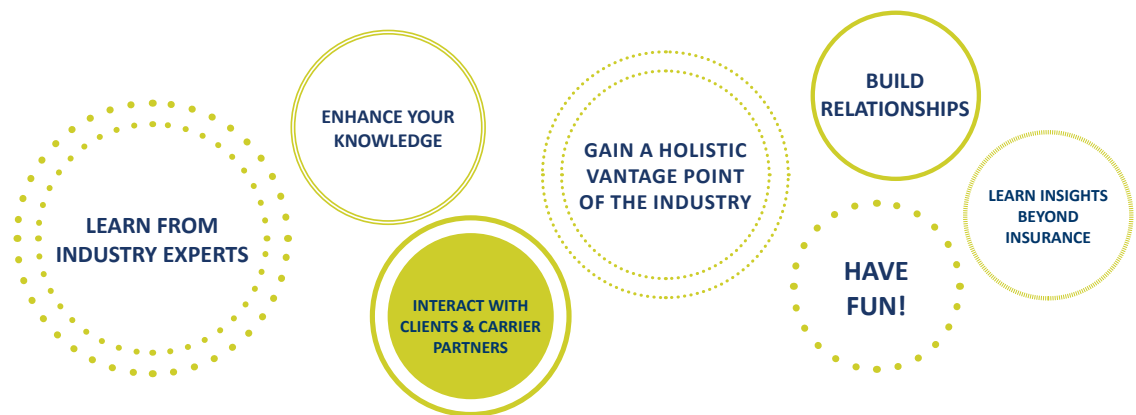 LEARN FROM
INDUSTRY EXPERTS
ENHANCE YOUR
KNOWLEDGE
INTERACT WITH
CLIENTS & CARRIER
PARTNERS
GAIN A HOLISTIC
VANTAGE POINT
OF THE INDUSTRY
BUILD
RELATIONSHIPS
HAVE
FUN!
LEARN INSIGHTS
BEYOND
INSURANCE